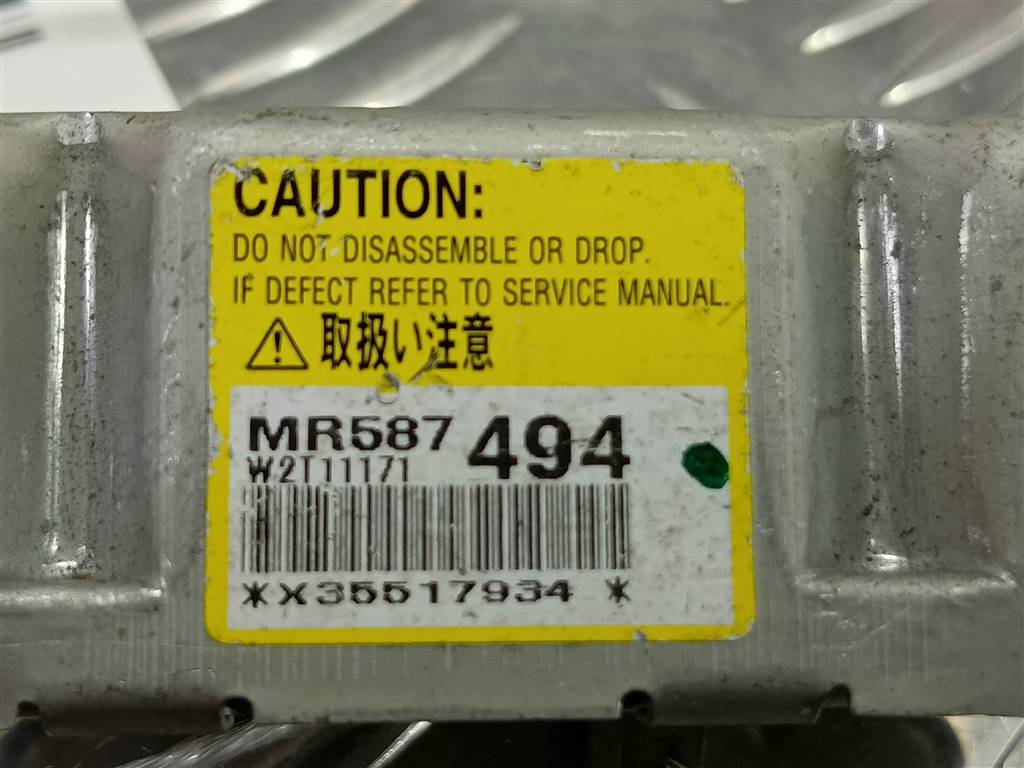 CAUTION:
DO NOT DISASSEMBLE OR DROP.
IF DEFECT REFER TO SERVICE MANUAL.
取扱い注意
MR587 494
W2T11171
*X35517934 *